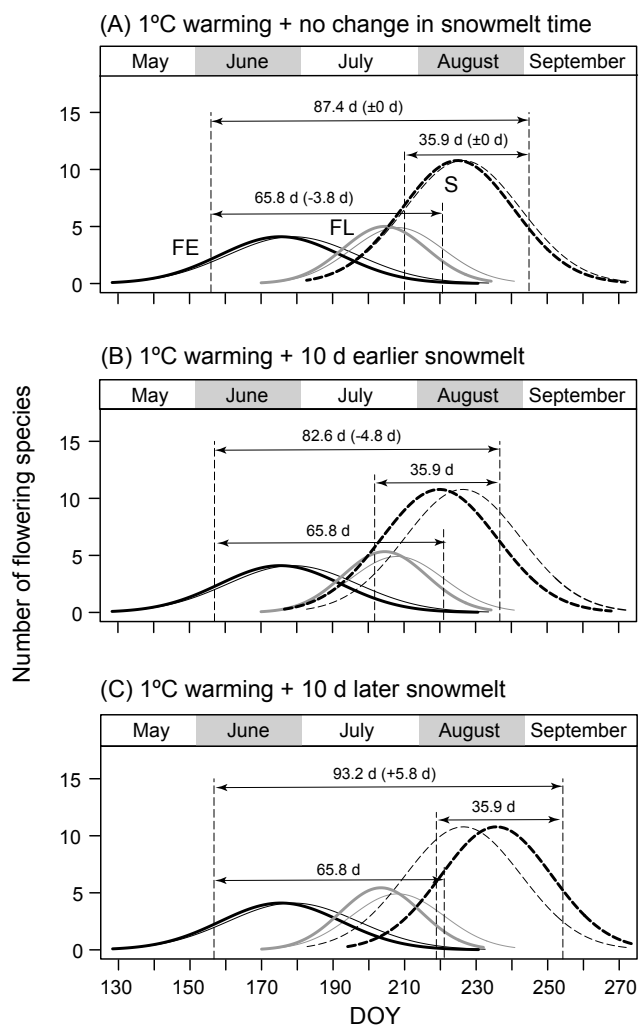 (A) 1ºC warming + no change in snowmelt time
May June July August September
87.4 d (±0 d)
35.9 d (±0 d)
65.8 d (-3.8 d)
FE FL S
15
10
5
0
(B) 1ºC warming + 10 d earlier snowmelt
May June July August September
82.6 d (-4.8 d)
35.9 d
65.8 d
15
10
5
0
Number of flowering species
(C) 1ºC warming + 10 d later snowmelt
May June July August September
93.2 d (+5.8 d)
35.9 d
65.8 d
15
10
5
0
130 150 170 190 210 230 250 270
DOY